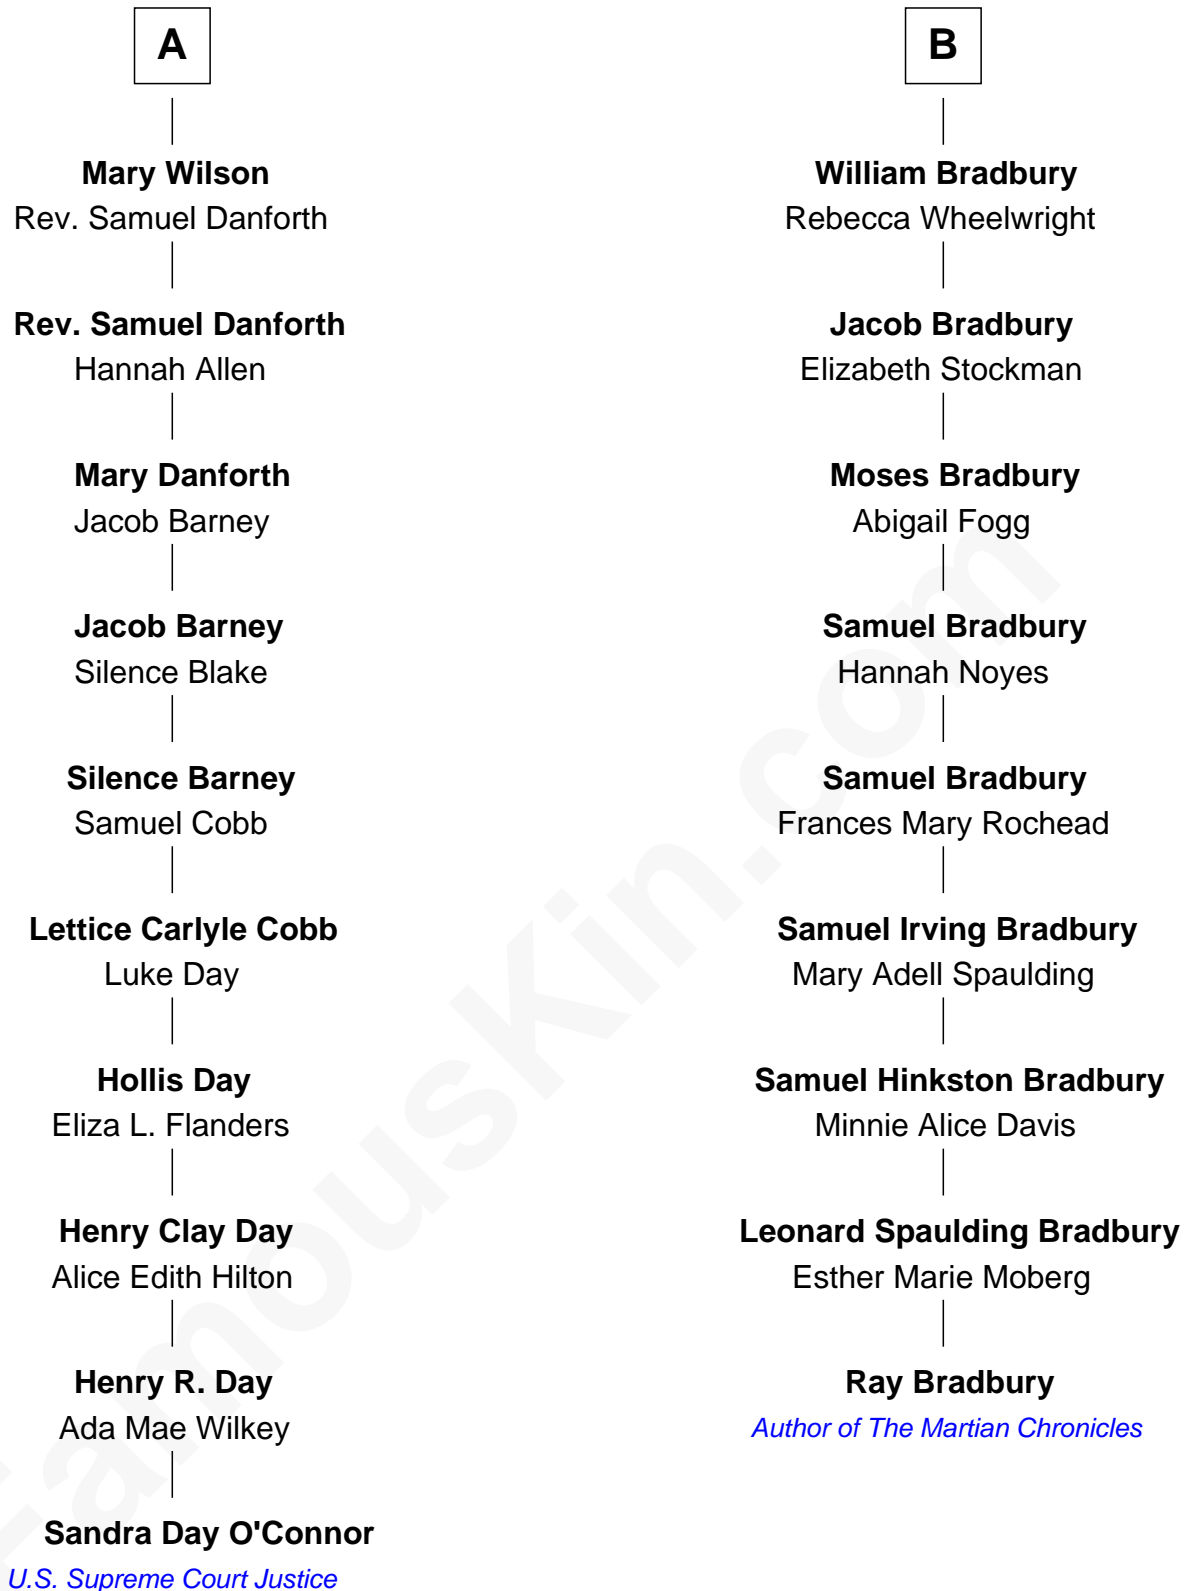 A
Mary Wilson
Rev. Samuel Danforth
Rev. Samuel Danforth
Hannah Allen
Mary Danforth
Jacob Barney
Jacob Barney
Silence Blake
Silence Barney
Samuel Cobb
Lettice Carlyle Cobb
Luke Day
Hollis Day
Eliza L. Flanders
Henry Clay Day
Alice Edith Hilton
Henry R. Day
Ada Mae Wilkey
Sandra Day O'Connor
U.S. Supreme Court Justice
B
William Bradbury
Rebecca Wheelwright
Jacob Bradbury
Elizabeth Stockman
Moses Bradbury
Abigail Fogg
Samuel Bradbury
Hannah Noyes
Samuel Bradbury
Frances Mary Rochead
Samuel Irving Bradbury
Mary Adell Spaulding
Samuel Hinkston Bradbury
Minnie Alice Davis
Leonard Spaulding Bradbury
Esther Marie Moberg
Ray Bradbury
Author of The Martian Chronicles
FamousKin.com